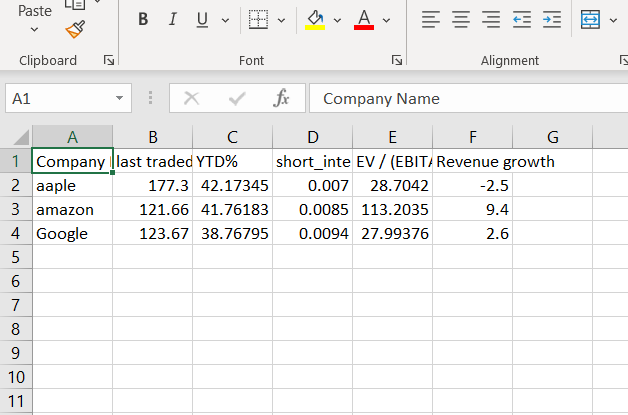 Paste
B I U A
Clipboard Font Alignment
A1 fx Company Name
A B C D E F G
1 Company last traded YTD% short_inte EV / (EBITA Revenue growth
2 aaple 177.3 42.17345 0.007 28.7042 -2.5
3 amazon 121.66 41.76183 0.0085 113.2035 9.4
4 Google 123.67 38.76795 0.0094 27.99376 2.6
5
6
7
8
9
10
11